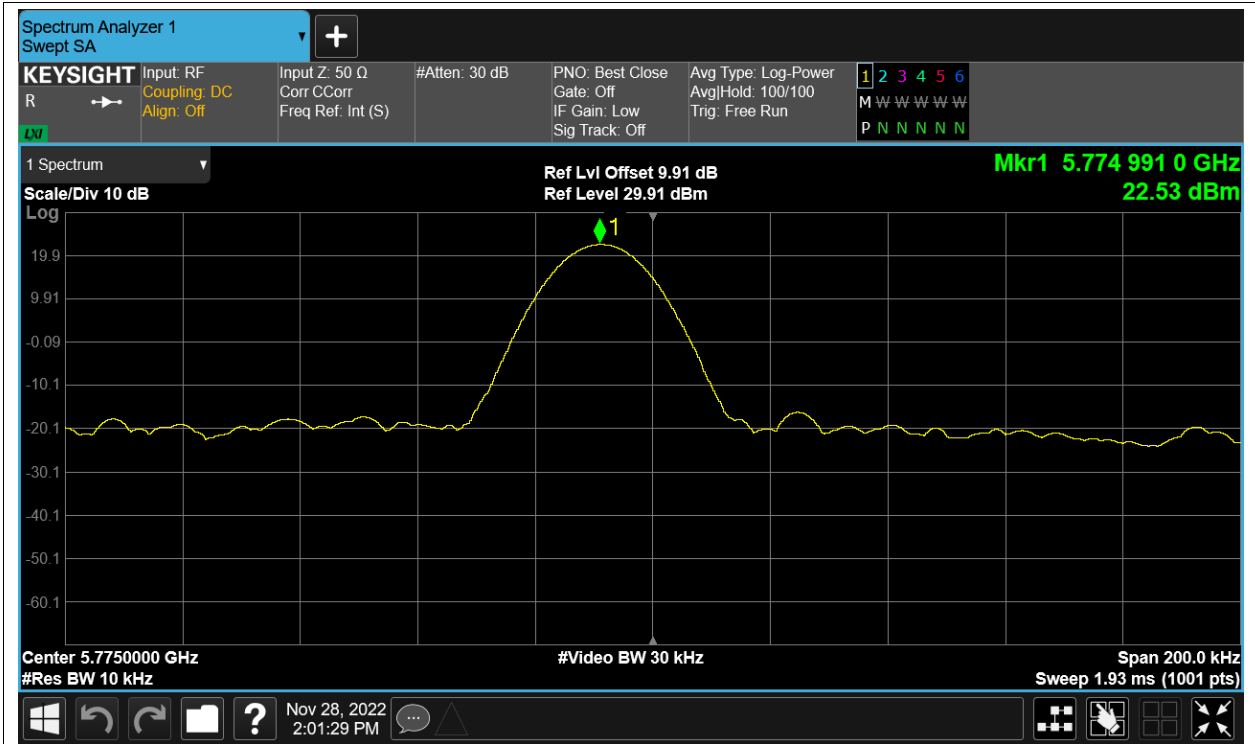 Spectrum Analyzer 1
Swept SA
KEYSIGHT
R
LXI
Input: RF
Coupling: DC
Align: Off
Input Z: 50 Ω
Corr CCorr
Freq Ref: Int (S)
#Atten: 30 dB
PNO: Best Close
Gate: Off
IF Gain: Low
Sig Track: Off
Avg Type: Log-Power
Avg|Hold: 100/100
Trig: Free Run
1 2 3 4 5 6
M W W W W W
P N N N N N
1 Spectrum
Scale/Div 10 dB
Log
Ref Lvl Offset 9.91 dB
Ref Level 29.91 dBm
Mkr1 5.774 991 0 GHz
22.53 dBm
1
19.9
9.91
-0.09
-10.1
-20.1
-30.1
-40.1
-50.1
-60.1
Center 5.7750000 GHz
#Res BW 10 kHz
#Video BW 30 kHz
Span 200.0 kHz
Sweep 1.93 ms (1001 pts)
?
Nov 28, 2022
2:01:29 PM